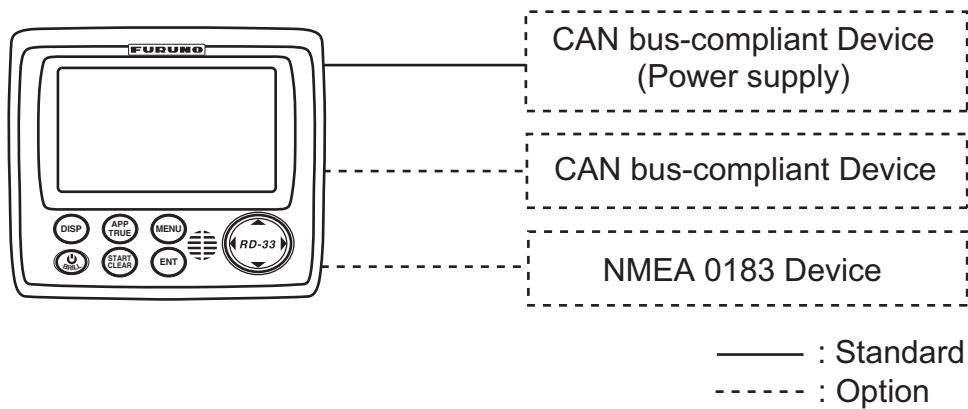 FURUNO
DISP
APP
TRUE
MENU
BRILL
START
CLEAR
ENT
RD-33
CAN bus-compliant Device
(Power supply)
CAN bus-compliant Device
NMEA 0183 Device
: Standard
: Option